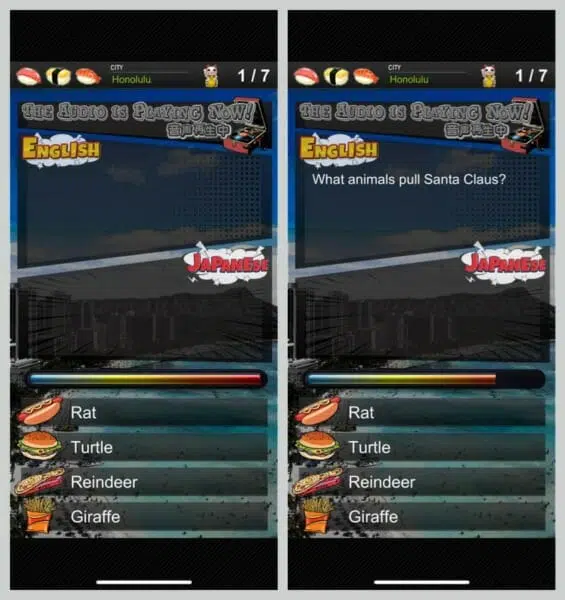 CITY
Honolulu
1 / 7
The Audio is Playing Now!
音声再生中
ENGLISH
JAPANESE
Rat
Turtle
Reindeer
Giraffe
CITY
Honolulu
1 / 7
The Audio is Playing Now!
音声再生中
ENGLISH
What animals pull Santa Claus?
JAPANESE
Rat
Turtle
Reindeer
Giraffe